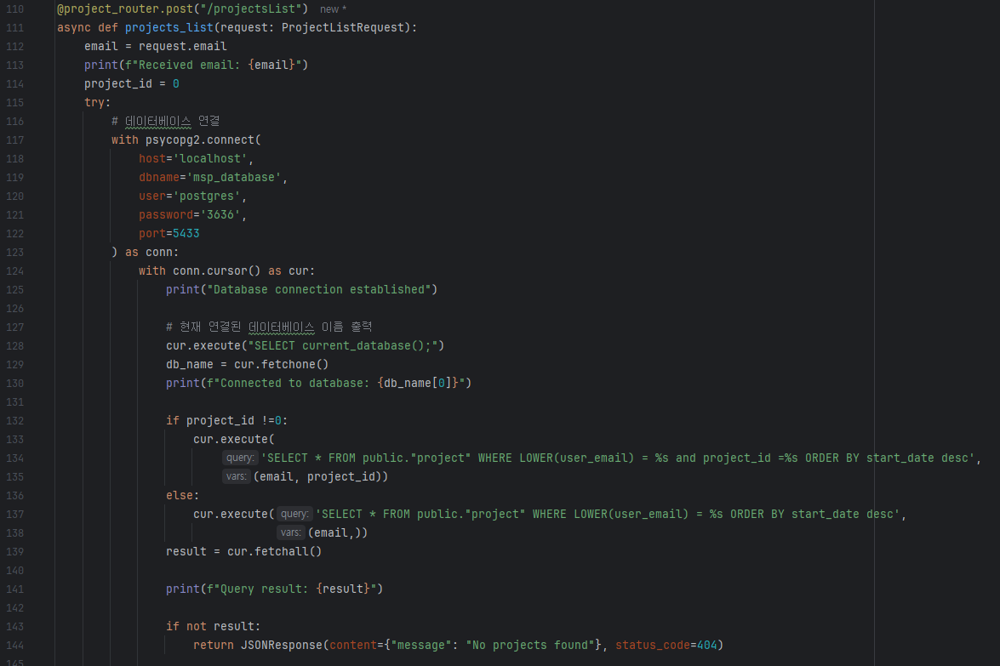 110 @project_router.post("/projectsList") new *
111 async def projects_list(request: ProjectListRequest):
112 email = request.email
113 print(f"Received email: {email}")
114 project_id = 0
115 try:
116 # 데이터베이스 연결
117 with psycopg2.connect(
118 host='localhost',
119 dbname='msp_database',
120 user='postgres',
121 password='3636',
122 port=5433
123 ) as conn:
124 with conn.cursor() as cur:
125 print("Database connection established")
126
127 # 현재 연결된 데이터베이스 이름 출력
128 cur.execute("SELECT current_database();")
129 db_name = cur.fetchone()
130 print(f"Connected to database: {db_name[0]}")
131
132 if project_id !=0:
133 cur.execute(
134 query: 'SELECT * FROM public."project" WHERE LOWER(user_email) = %s and project_id =%s ORDER BY start_date desc',
135 vars: (email, project_id))
136 else:
137 cur.execute( query: 'SELECT * FROM public."project" WHERE LOWER(user_email) = %s ORDER BY start_date desc',
138 vars: (email,))
139 result = cur.fetchall()
140
141 print(f"Query result: {result}")
142
143 if not result:
144 return JSONResponse(content={"message": "No projects found"}, status_code=404)
145